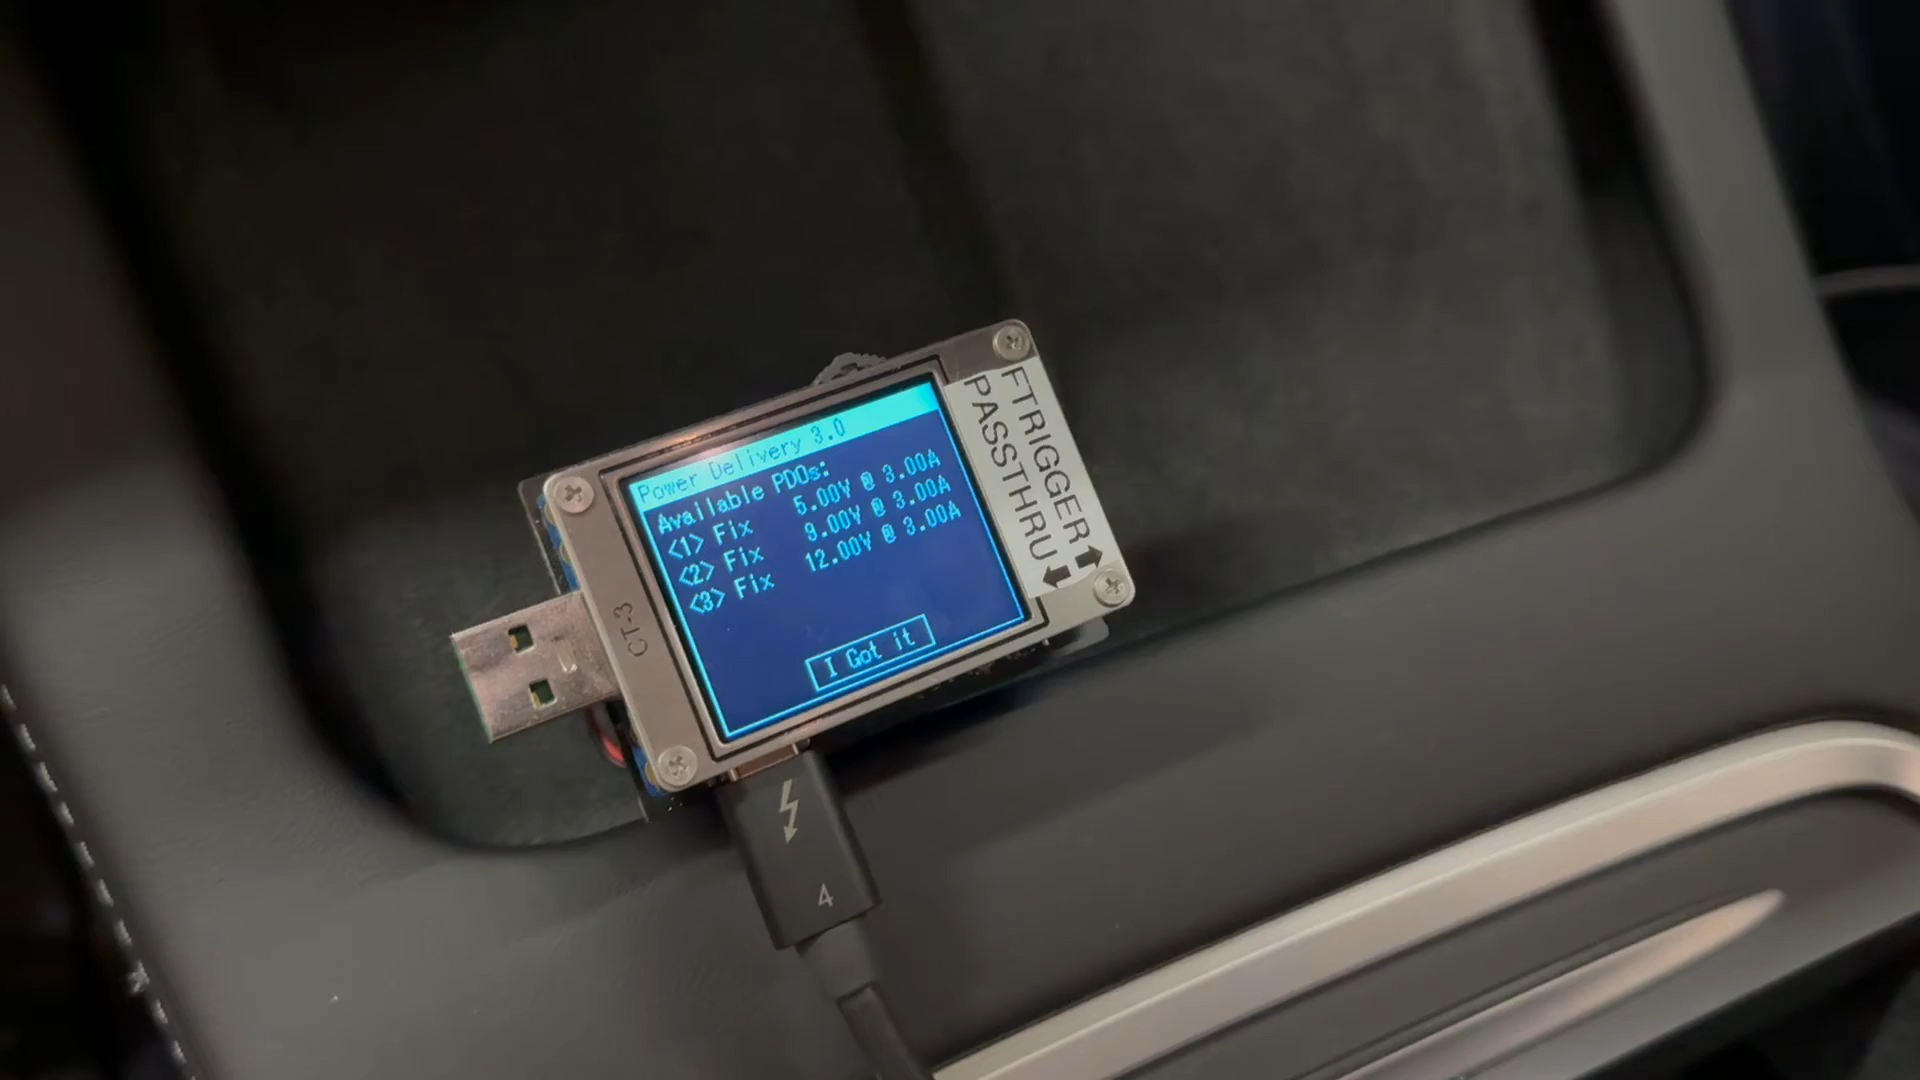 Power Delivery 3.0
Available PDOs:
<1> Fix 5.00V @ 3.00A
<2> Fix 9.00V @ 3.00A
<3> Fix 12.00V @ 3.00A
I Got it
FTRIGGER
PASSTHRU
CT-3
4